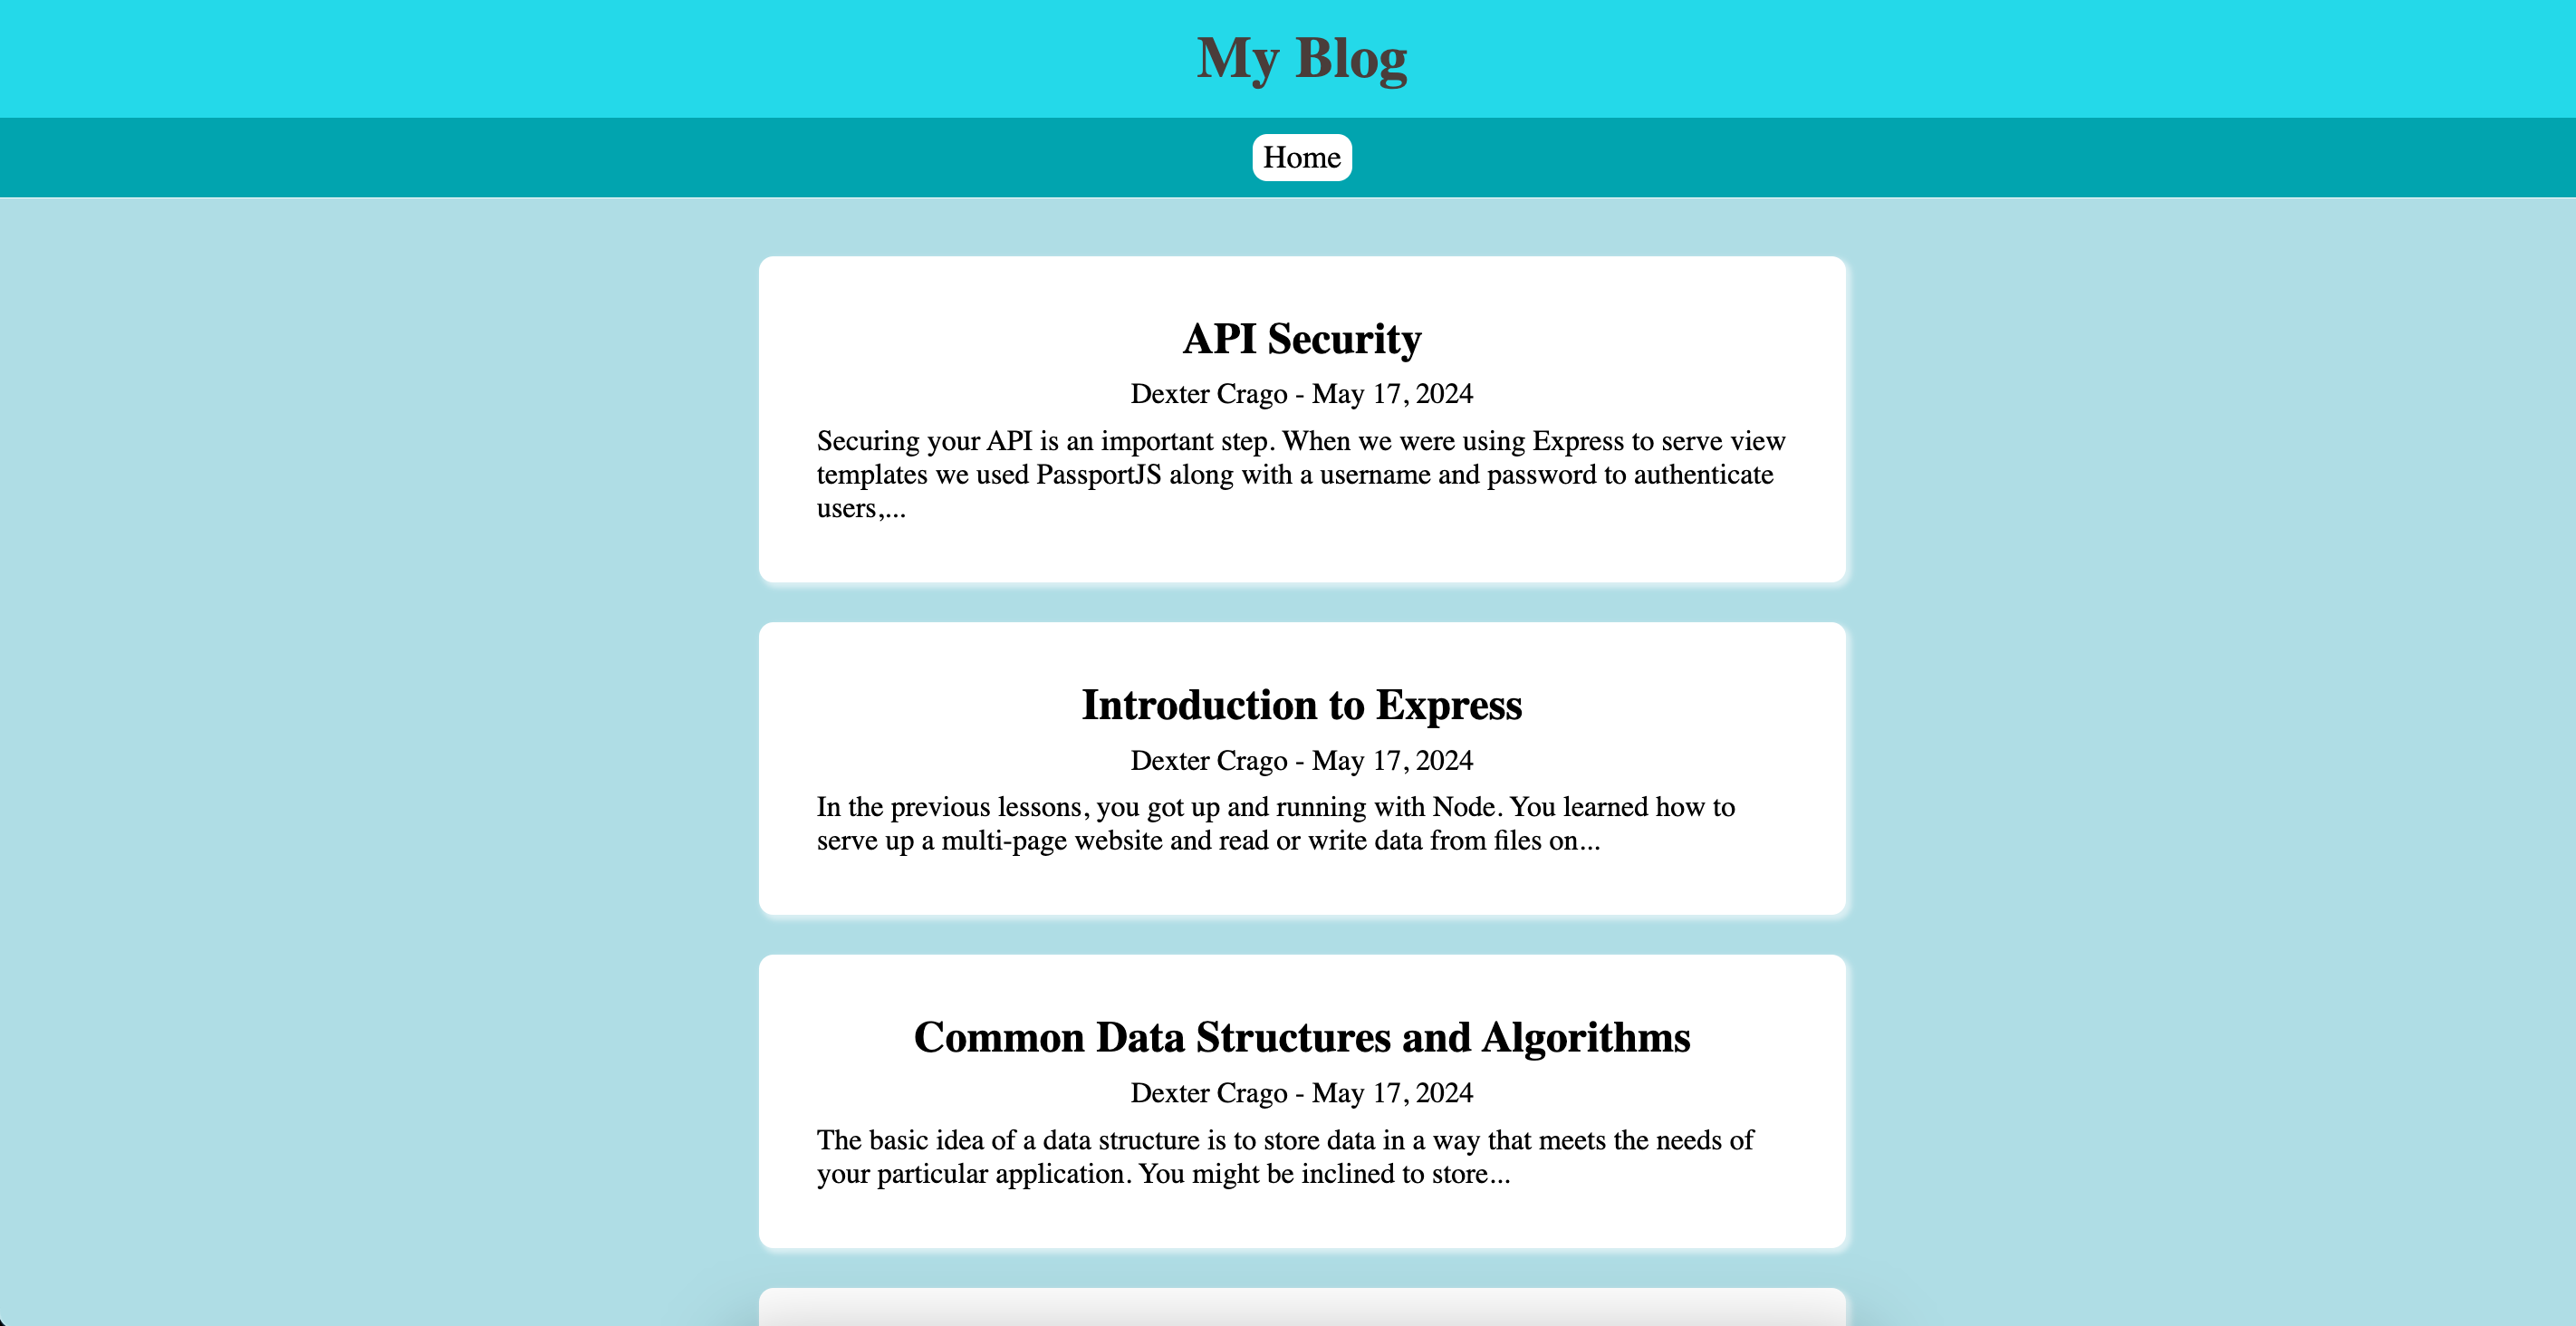 My Blog
Home
API Security
Dexter Crago - May 17, 2024
Securing your API is an important step. When we were using Express to serve view
templates we used PassportJS along with a username and password to authenticate
users,...
Introduction to Express
Dexter Crago - May 17, 2024
In the previous lessons, you got up and running with Node. You learned how to
serve up a multi-page website and read or write data from files on...
Common Data Structures and Algorithms
Dexter Crago - May 17, 2024
The basic idea of a data structure is to store data in a way that meets the needs of
your particular application. You might be inclined to store...